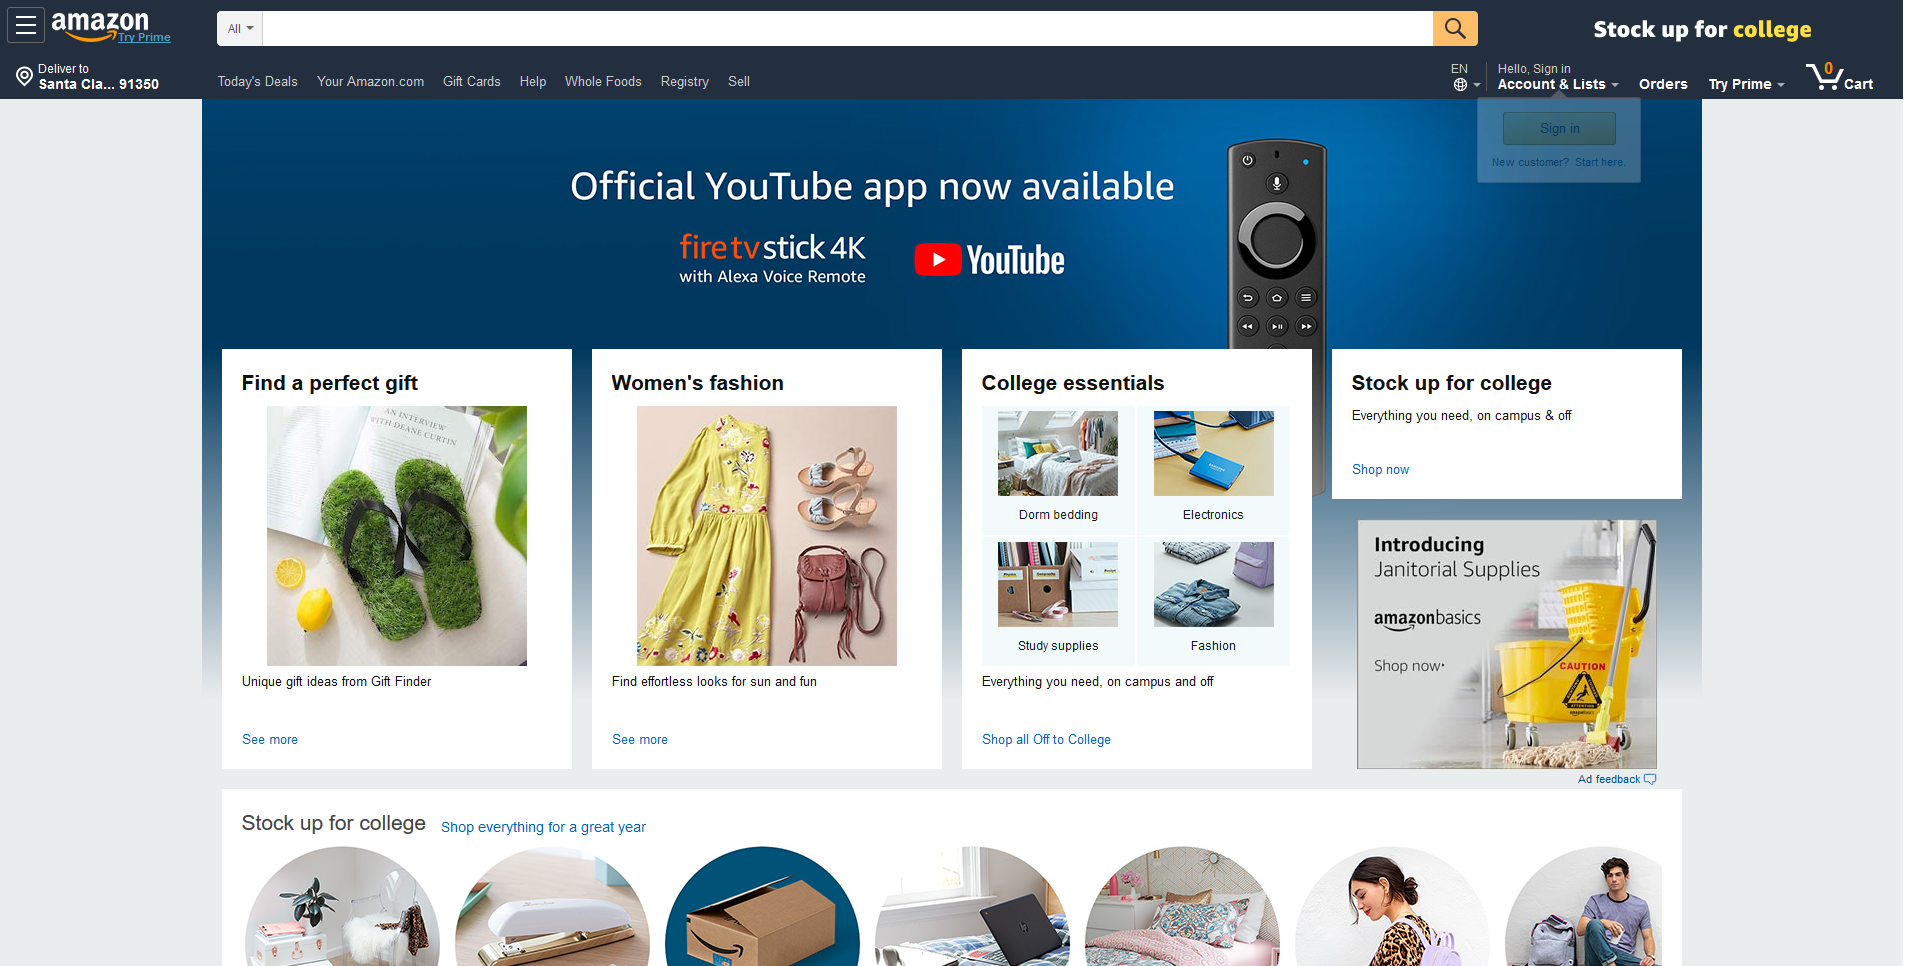 amazon
Try Prime
All
Stock up for college
Deliver to
Santa Cla... 91350
Today's Deals
Your Amazon.com
Gift Cards
Help
Whole Foods
Registry
Sell
EN
Hello, Sign in
Account & Lists
Orders
Try Prime
0
Cart
Sign in
New customer? Start here.
Official YouTube app now available
fire tv stick 4K
with Alexa Voice Remote
YouTube
Find a perfect gift
AN INTERVIEW
WITH DEANE CURTIN
Unique gift ideas from Gift Finder
See more
Women's fashion
Find effortless looks for sun and fun
See more
College essentials
Dorm bedding
Electronics
Study supplies
Fashion
Everything you need, on campus and off
Shop all Off to College
Stock up for college
Everything you need, on campus & off
Shop now
Introducing
Janitorial Supplies
amazonbasics
Shop now
CAUTION
Ad feedback
Stock up for college
Shop everything for a great year